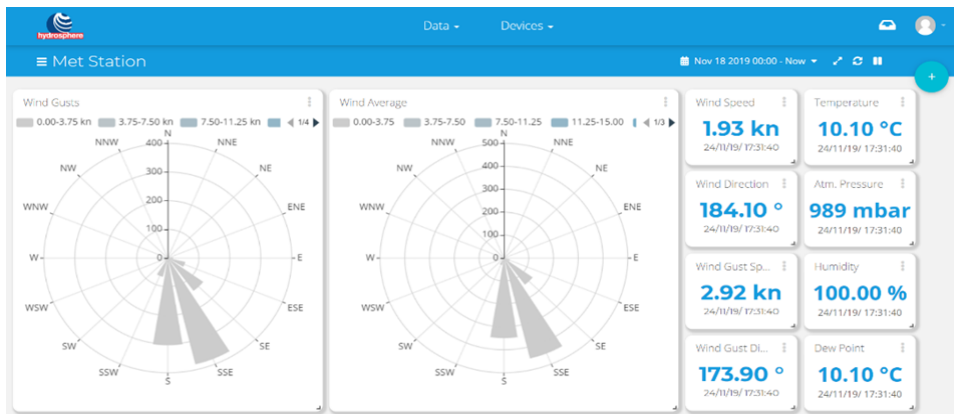 hydrosphere
Data
Devices
Met Station
Nov 18 2019 00:00 - Now
+
Wind Gusts
0.00-3.75 kn 3.75-7.50 kn 7.50-11.25 kn 1/4
N
NNE
NE
ENE
E
ESE
SE
SSE
S
SSW
SW
WSW
W
WNW
NW
NNW
400
300
200
100
0
Wind Average
0.00-3.75 3.75-7.50 7.50-11.25 11.25-15.00 1/3
N
NNE
NE
ENE
E
ESE
SE
SSE
S
SSW
SW
WSW
W
WNW
NW
NNW
500
400
300
200
100
0
Wind Speed
1.93 kn
24/11/19/ 17:31:40
Temperature
10.10 °C
24/11/19/ 17:31:40
Wind Direction
184.10 °
24/11/19/ 17:31:40
Atm. Pressure
989 mbar
24/11/19/ 17:31:40
Wind Gust Sp...
2.92 kn
24/11/19/ 17:31:40
Humidity
100.00 %
24/11/19/ 17:31:40
Wind Gust Di...
173.90 °
24/11/19/ 17:31:40
Dew Point
10.10 °C
24/11/19/ 17:31:40